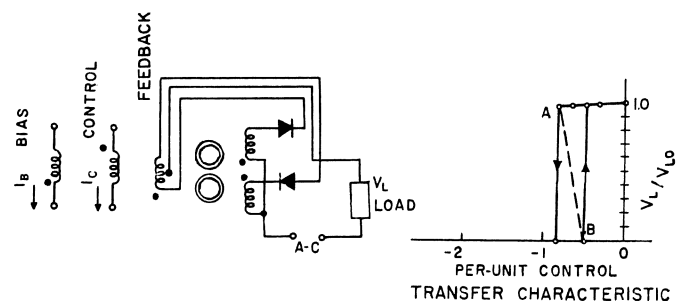 BIAS
I_B
CONTROL
I_C
FEEDBACK
V_L
LOAD
A-C
A
B
1.0
V_L/V_LO
-2
-1
0
PER-UNIT CONTROL
TRANSFER CHARACTERISTIC